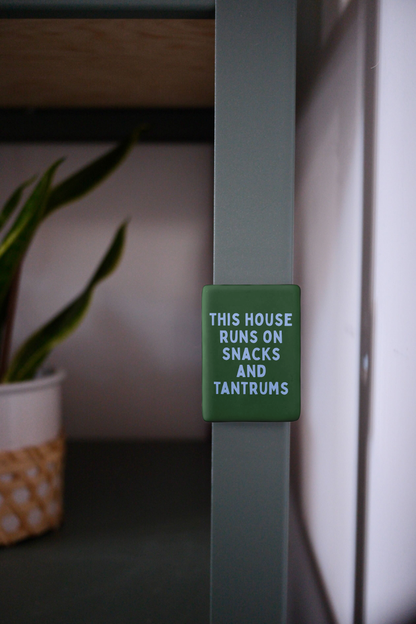 THIS HOUSE
RUNS ON
SNACKS
AND
TANTRUMS